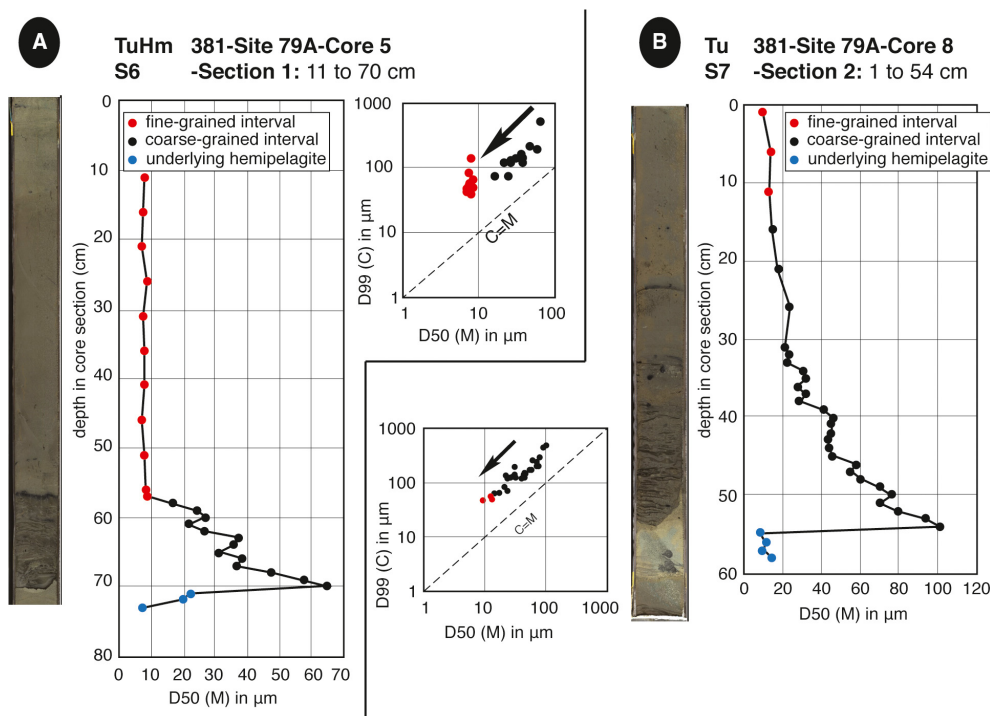 A
TuHm 381-Site 79A-Core 5
S6 -Section 1: 11 to 70 cm
0
10
20
30
40
50
60
70
80
depth in core section (cm)
fine-grained interval
coarse-grained interval
underlying hemipelagite
0 10 20 30 40 50 60 70
D50 (M) in µm
1000
100
10
1
D99 (C) in µm
C=M
1 10 100
D50 (M) in µm
1000
100
10
1
D99 (C) in µm
C=M
1 10 100 1000
D50 (M) in µm
B
Tu 381-Site 79A-Core 8
S7 -Section 2: 1 to 54 cm
0
10
20
30
40
50
60
depth in core section (cm)
fine-grained interval
coarse-grained interval
underlying hemipelagite
0 20 40 60 80 100 120
D50 (M) in µm